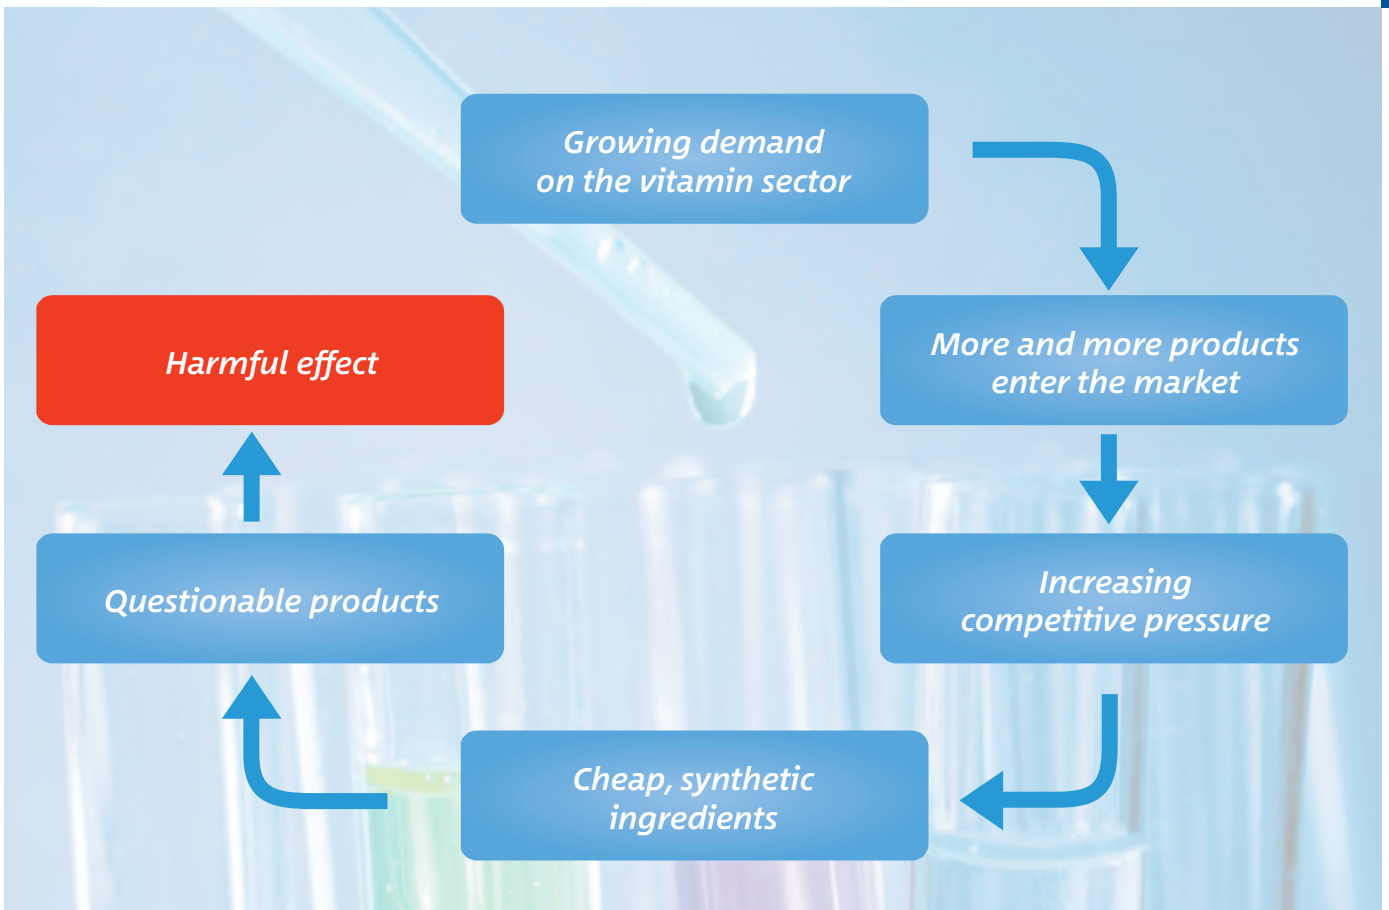 Growing demand
on the vitamin sector
More and more products
enter the market
Increasing
competitive pressure
Cheap, synthetic
ingredients
Questionable products
Harmful effect